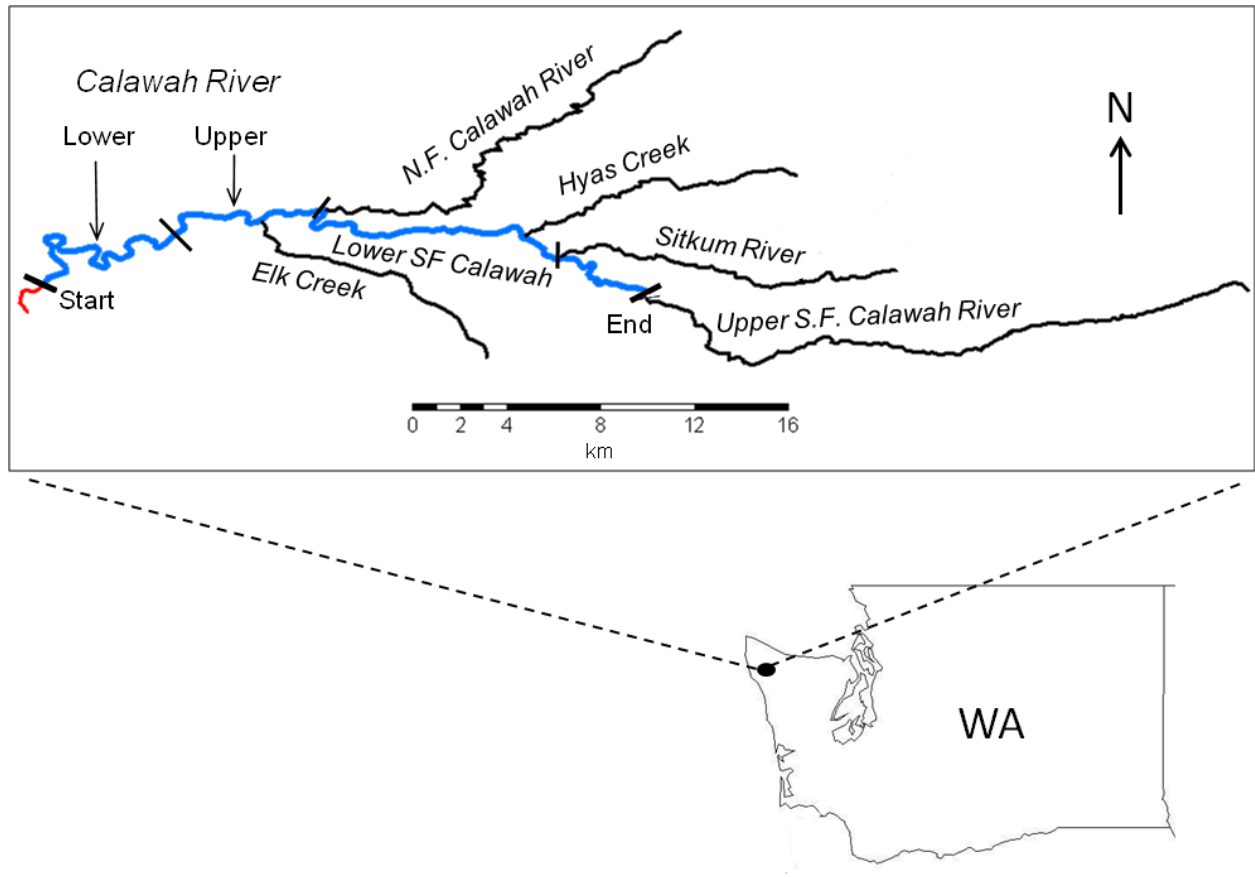 Calawah River
Lower
Upper
N.F. Calawah River
Hyas Creek
N
Sitkum River
Lower SF Calawah
Elk Creek
Start
End
Upper S.F. Calawah River
0 2 4 8 12 16
km
WA